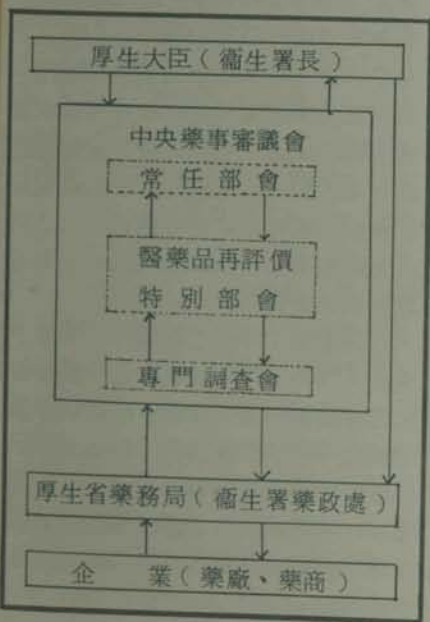 厚生大臣（衞生署長）
中央藥事審議會
常任部會
醫藥品再評價
特別部會
專門調查會
厚生省藥務局（衞生署藥政處）
企業（藥廠、藥商）